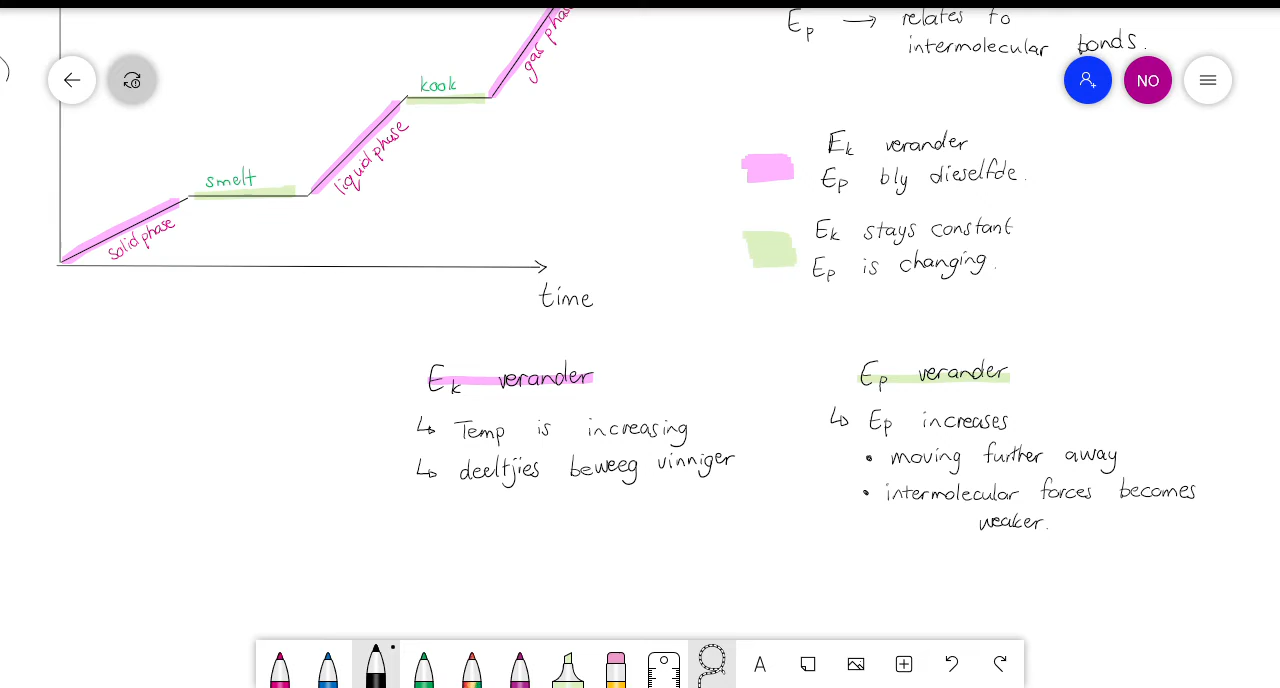 Ep → relates to
intermolecular bonds.
NO
gas phase
kook
liquid phase
smelt
solid phase
time
Ek verander
Ep bly dieselfde.
Ek stays constant
Ep is changing.
Ek verander
↳ Temp is increasing
↳ deeltjies beweeg vinniger
Ep verander
↳ Ep increases
• moving further away
• intermolecular forces becomes
weaker.
A